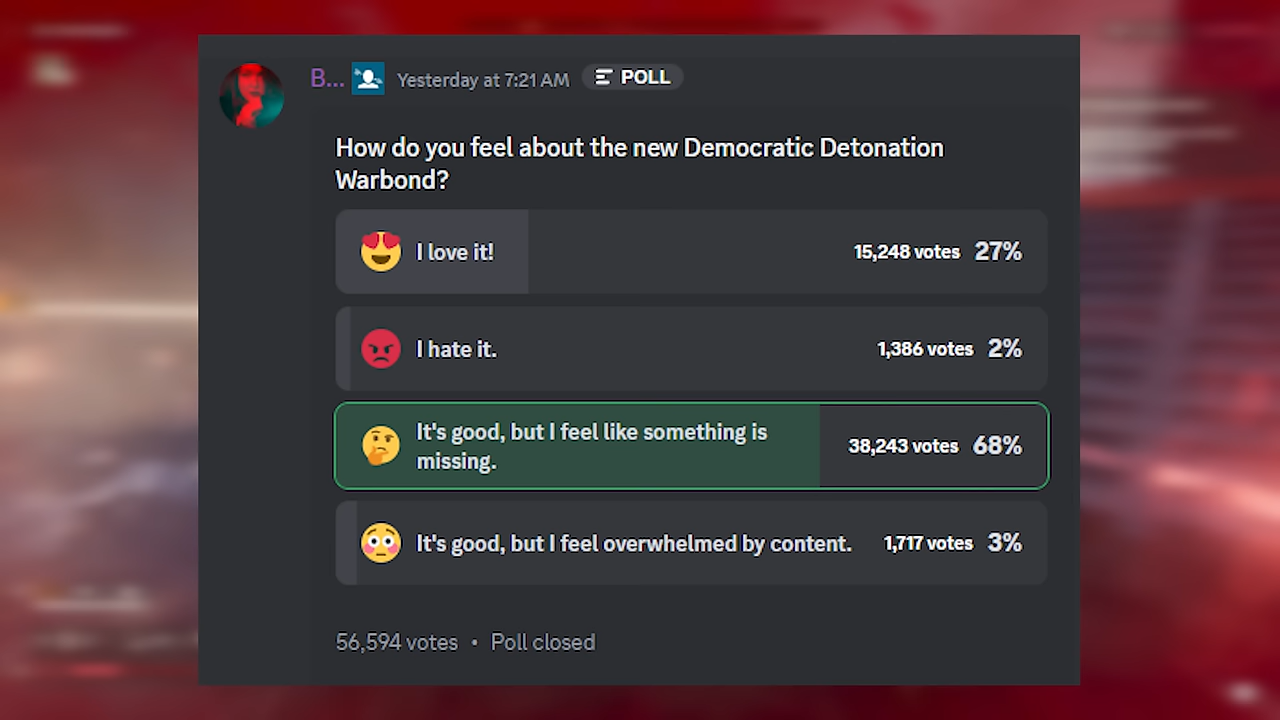 B... Yesterday at 7:21 AM POLL
How do you feel about the new Democratic Detonation
Warbond?
I love it! 15,248 votes 27%
I hate it. 1,386 votes 2%
It's good, but I feel like something is
missing. 38,243 votes 68%
It's good, but I feel overwhelmed by content. 1,717 votes 3%
56,594 votes • Poll closed